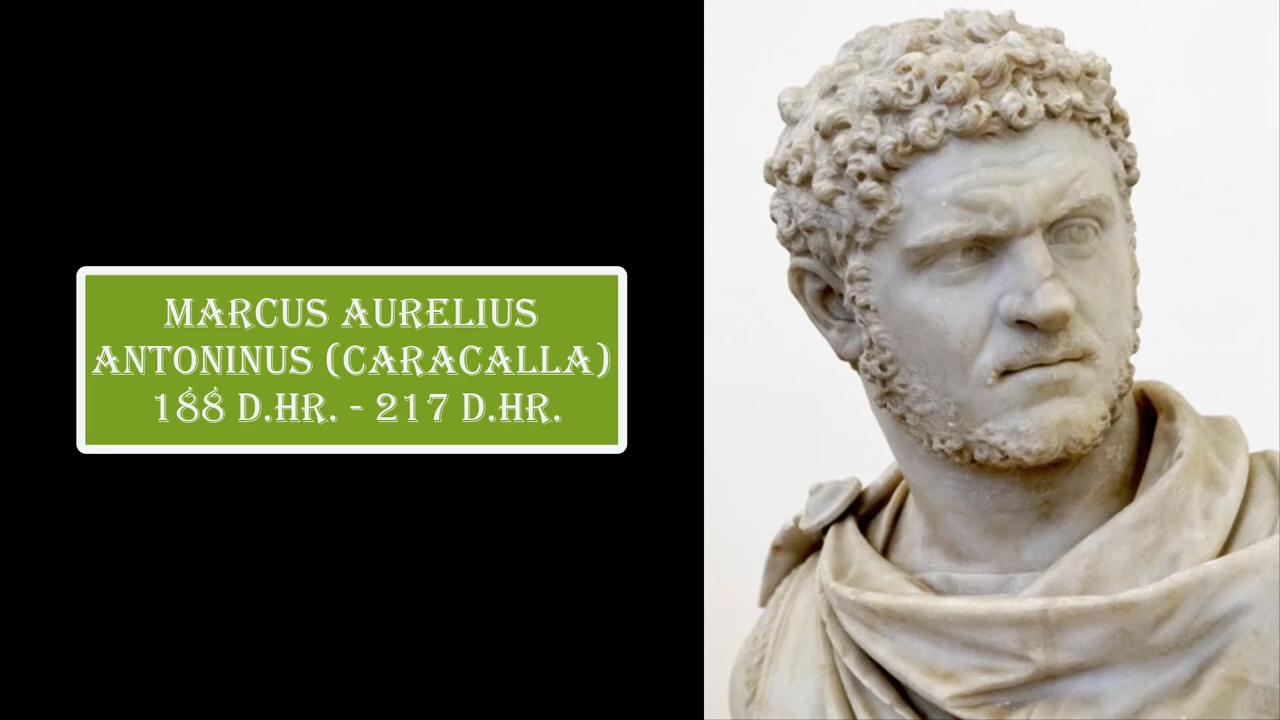 MARCUS AURELIUS
ANTONINUS (CARACALLA)
188 D.HR. - 217 D.HR.